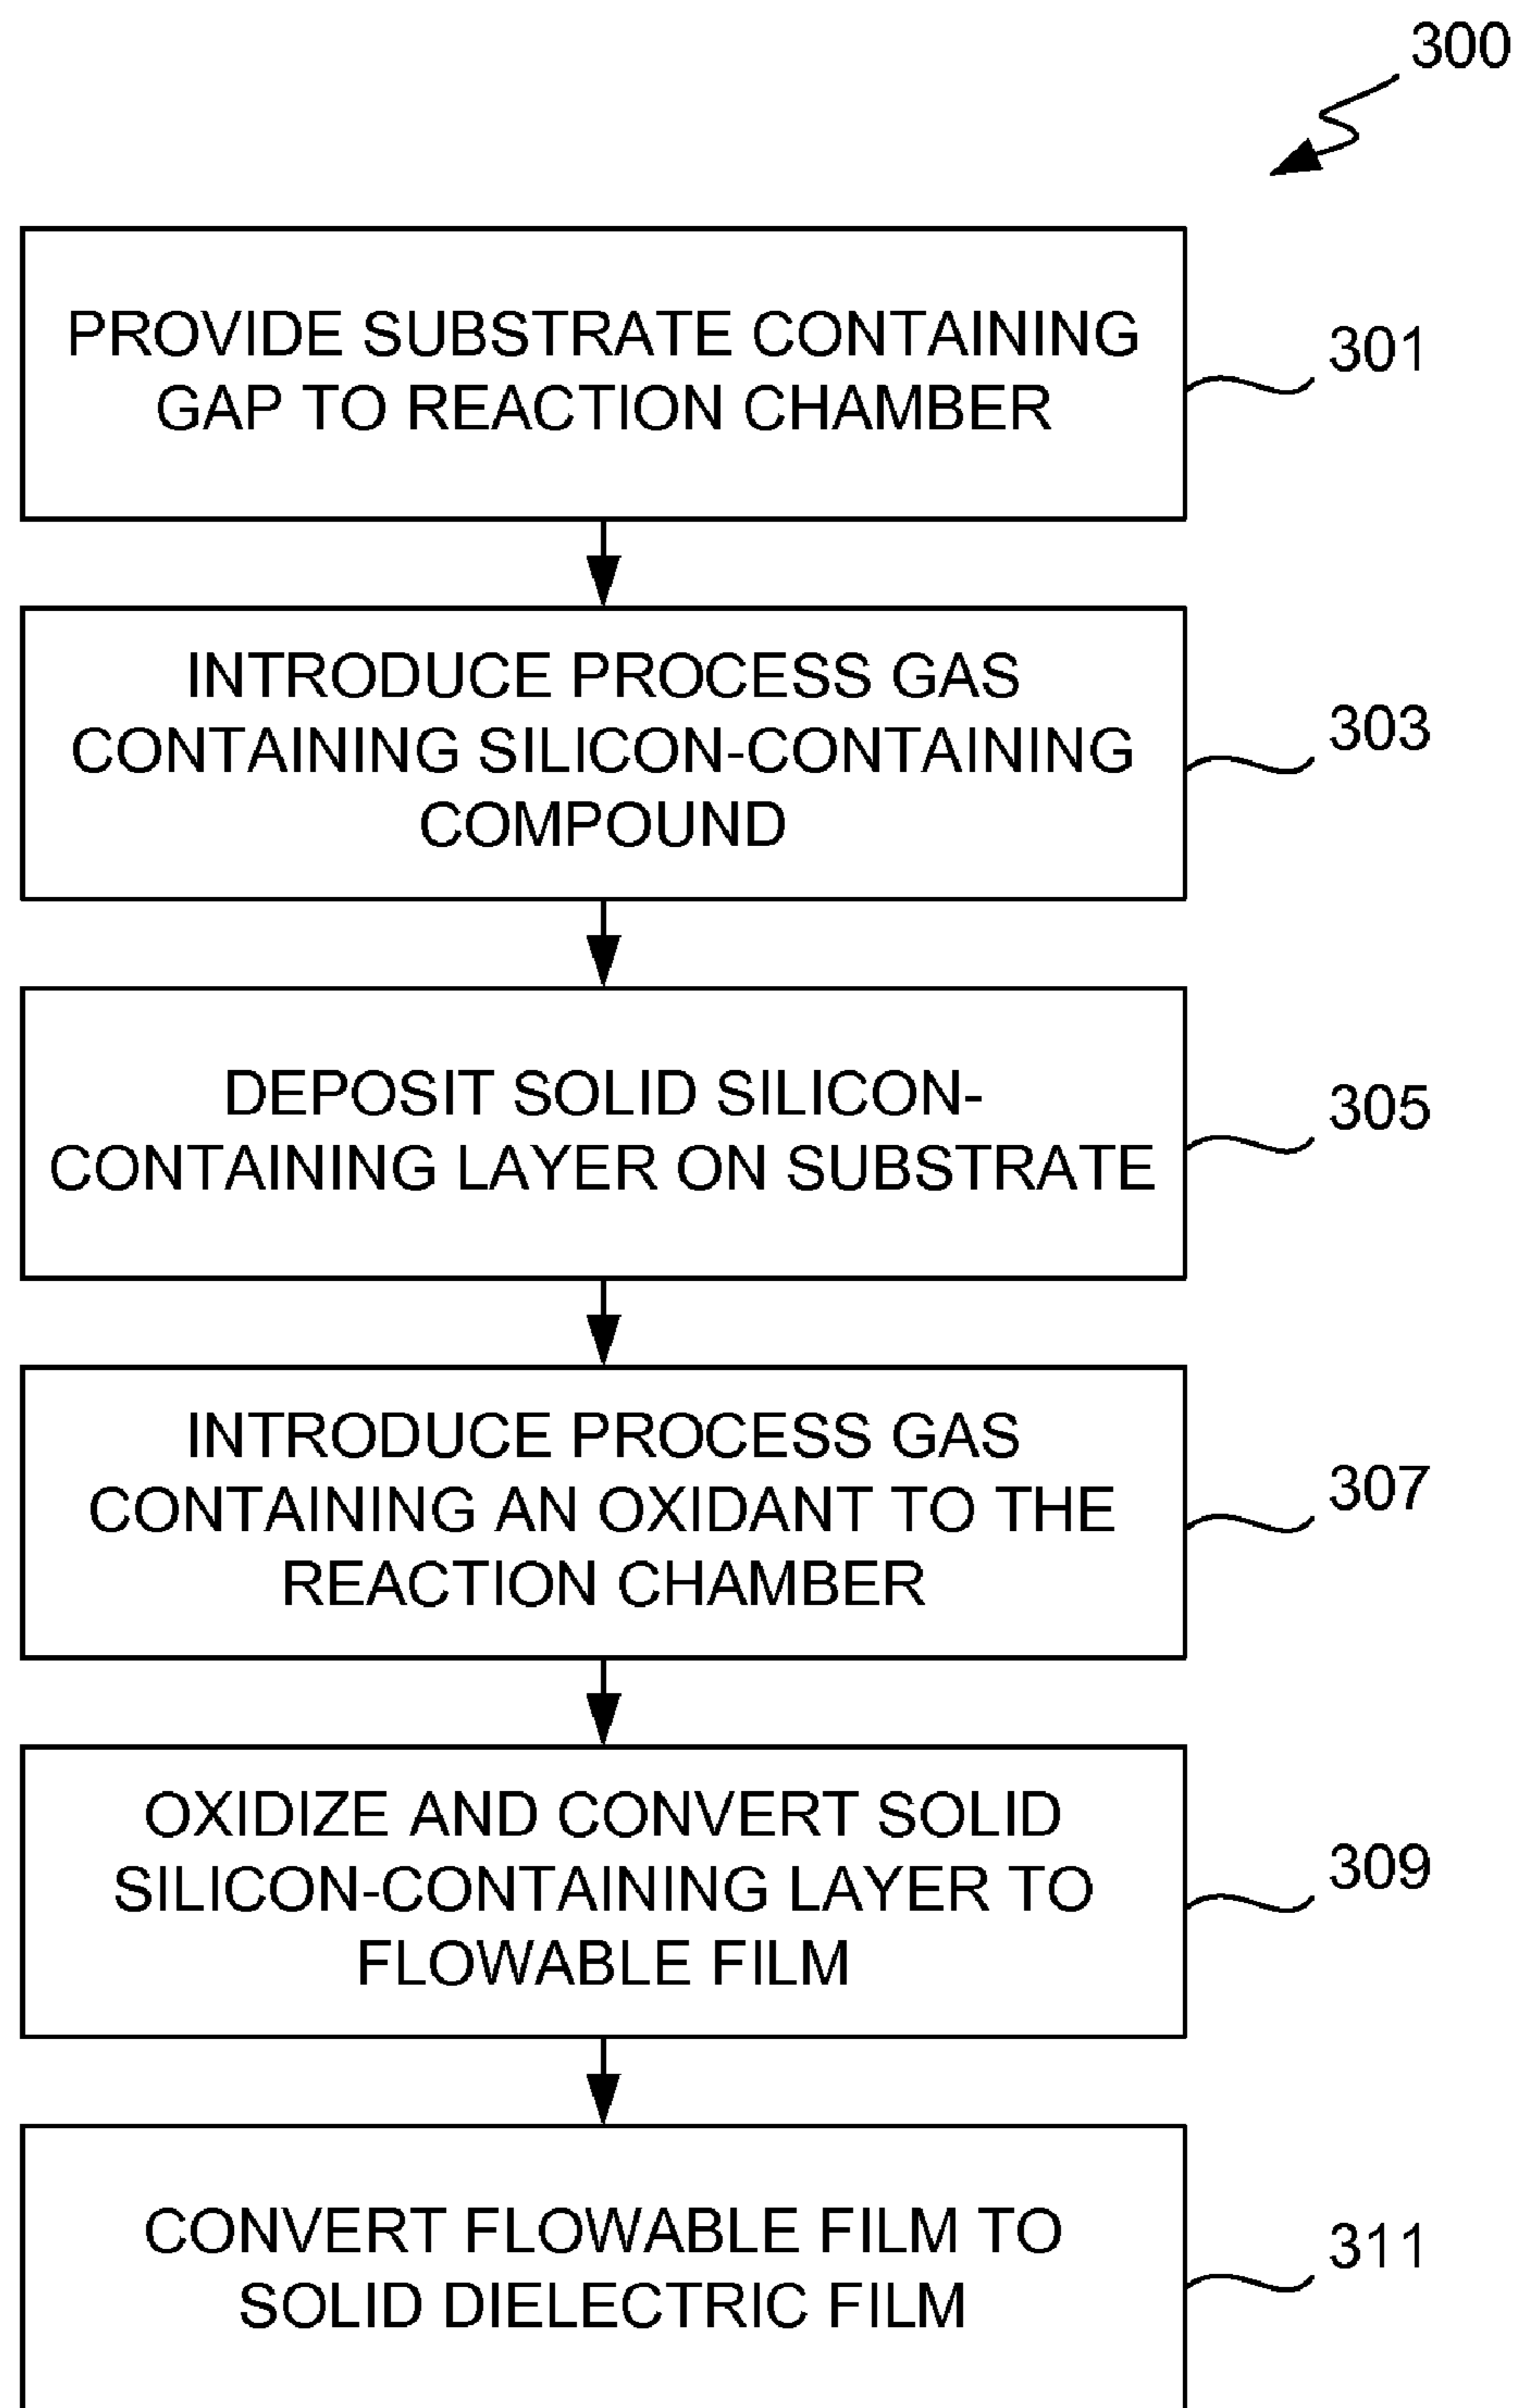 300
PROVIDE SUBSTRATE CONTAINING
GAP TO REACTION CHAMBER
301
INTRODUCE PROCESS GAS
CONTAINING SILICON-CONTAINING
COMPOUND
303
DEPOSIT SOLID SILICON-
CONTAINING LAYER ON SUBSTRATE
305
INTRODUCE PROCESS GAS
CONTAINING AN OXIDANT TO THE
REACTION CHAMBER
307
OXIDIZE AND CONVERT SOLID
SILICON-CONTAINING LAYER TO
FLOWABLE FILM
309
CONVERT FLOWABLE FILM TO
SOLID DIELECTRIC FILM
311